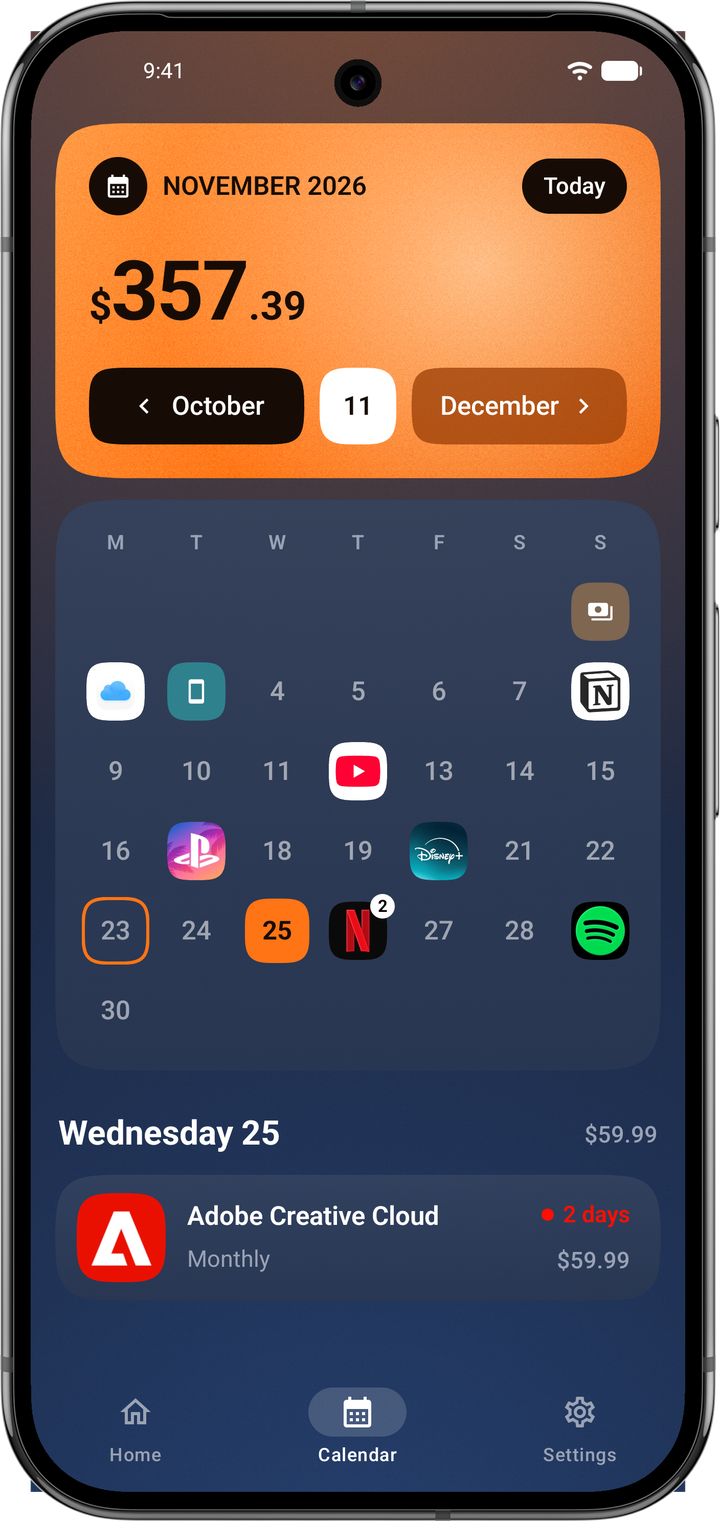 9:41
NOVEMBER 2026
Today
$357.39
October
11
December
M T W T F S S
4 5 6 7 N
9 10 11 13 14 15
16 18 19 Disney+ 21 22
23 24 25 N 2 27 28
30
Wednesday 25
$59.99
Adobe Creative Cloud
2 days
Monthly
$59.99
Home
Calendar
Settings